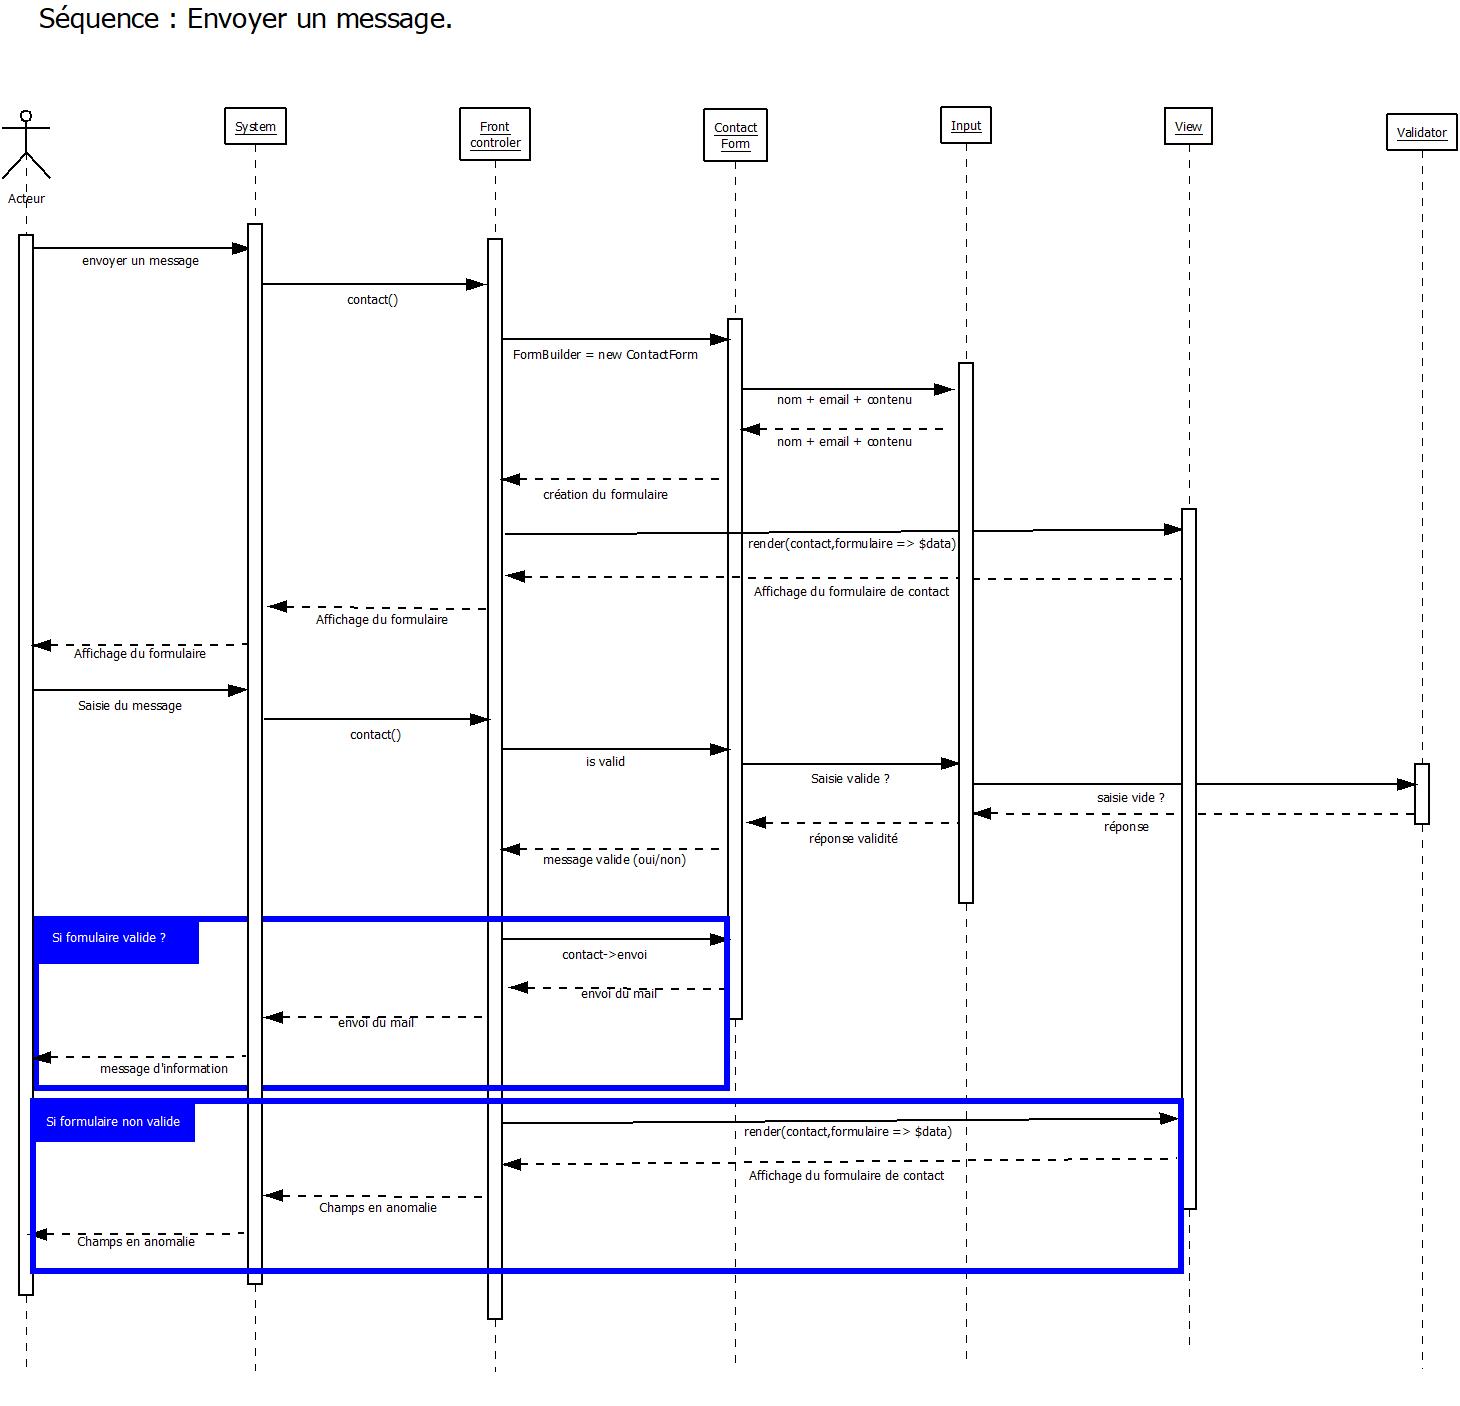 Séquence : Envoyer un message.
System
Front
controler
Contact
Form
Input
View
Validator
Acteur
envoyer un message
contact()
FormBuilder = new ContactForm
nom + email + contenu
nom + email + contenu
création du formulaire
render(contact,formulaire => $data)
Affichage du formulaire de contact
Affichage du formulaire
Affichage du formulaire
Saisie du message
contact()
is valid
Saisie valide ?
saisie vide ?
réponse
réponse validité
message valide (oui/non)
Si fomulaire valide ?
contact->envoi
envoi du mail
envoi du mail
message d'information
Si formulaire non valide
render(contact,formulaire => $data)
Affichage du formulaire de contact
Champs en anomalie
Champs en anomalie